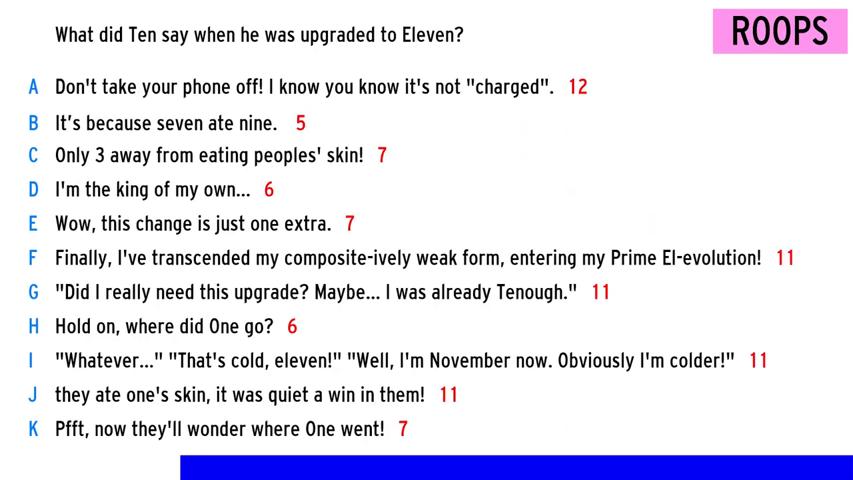 What did Ten say when he was upgraded to Eleven?
ROOPS
A Don't take your phone off! I know you know it's not "charged". 12
B It's because seven ate nine. 5
C Only 3 away from eating peoples' skin! 7
D I'm the king of my own... 6
E Wow, this change is just one extra. 7
F Finally, I've transcended my composite-ively weak form, entering my Prime El-evolution! 11
G "Did I really need this upgrade? Maybe... I was already Tenough." 11
H Hold on, where did One go? 6
I "Whatever..." "That's cold, eleven!" "Well, I'm November now. Obviously I'm colder!" 11
J they ate one's skin, it was quiet a win in them! 11
K Pfft, now they'll wonder where One went! 7